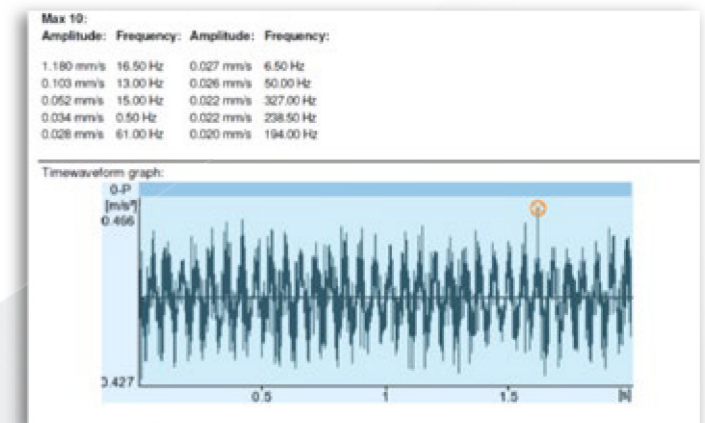 Max 10:
Amplitude: Frequency: Amplitude: Frequency:
1.180 mm/s 16.50 Hz 0.027 mm/s 6.50 Hz
0.103 mm/s 13.00 Hz 0.026 mm/s 50.00 Hz
0.052 mm/s 15.00 Hz 0.022 mm/s 327.00 Hz
0.034 mm/s 0.50 Hz 0.022 mm/s 238.50 Hz
0.028 mm/s 61.00 Hz 0.020 mm/s 194.00 Hz
Timewaveform graph:
0-P
[m/s²]
0.466
0.427
0.5 1 1.5 [s]